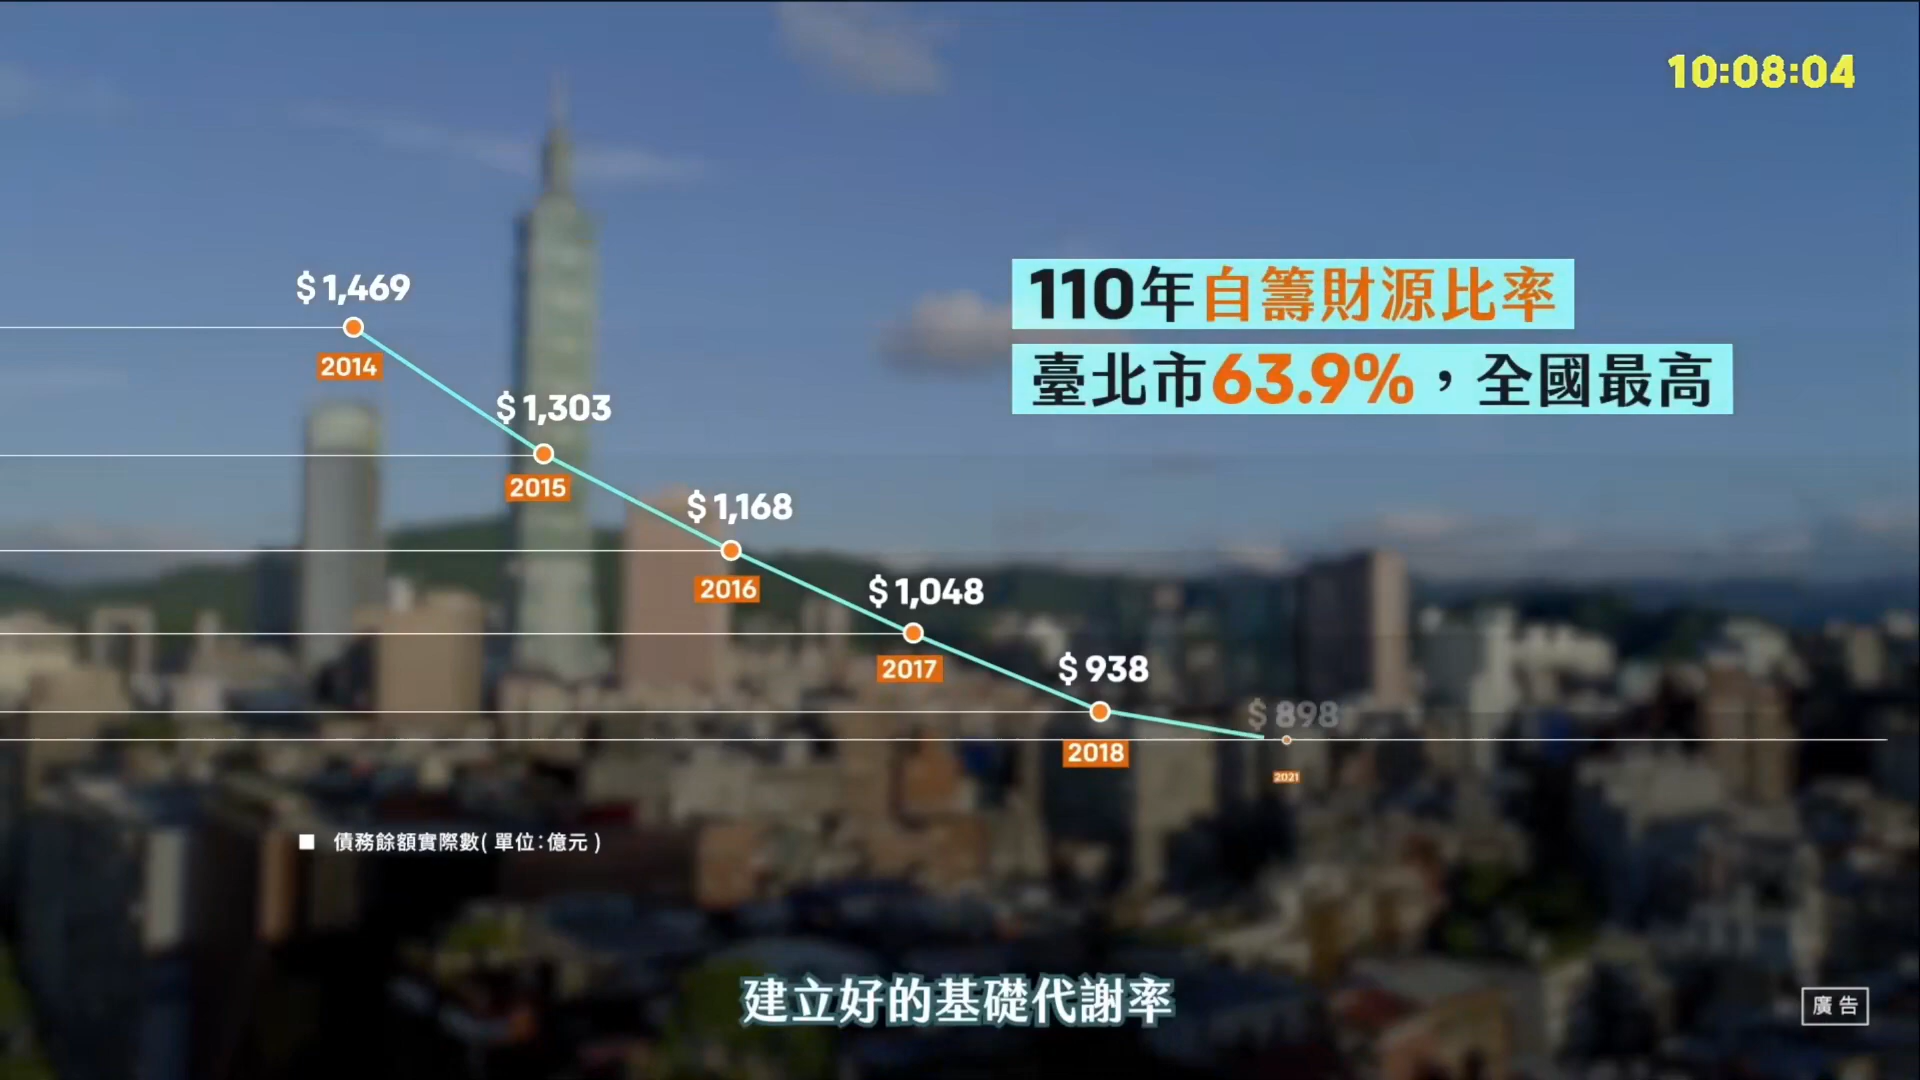 10:08:04
110年自籌財源比率
臺北市63.9%，全國最高
$1,469
2014
$1,303
2015
$1,168
2016
$1,048
2017
$938
2018
$898
2021
債務餘額實際數(單位:億元)
建立好的基礎代謝率
廣告